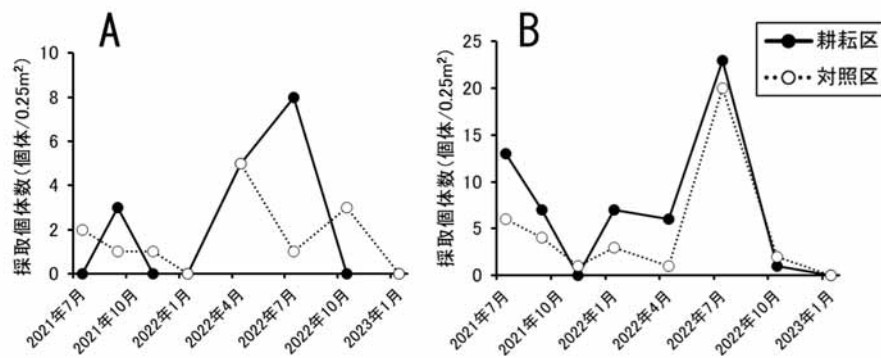 A
採取個体数(個体/0.25m²)
10
8
6
4
2
0
2021年7月
2021年10月
2022年1月
2022年4月
2022年7月
2022年10月
2023年1月
B
採取個体数(個体/0.25m²)
25
20
15
10
5
0
2021年7月
2021年10月
2022年1月
2022年4月
2022年7月
2022年10月
2023年1月
耕耘区
対照区